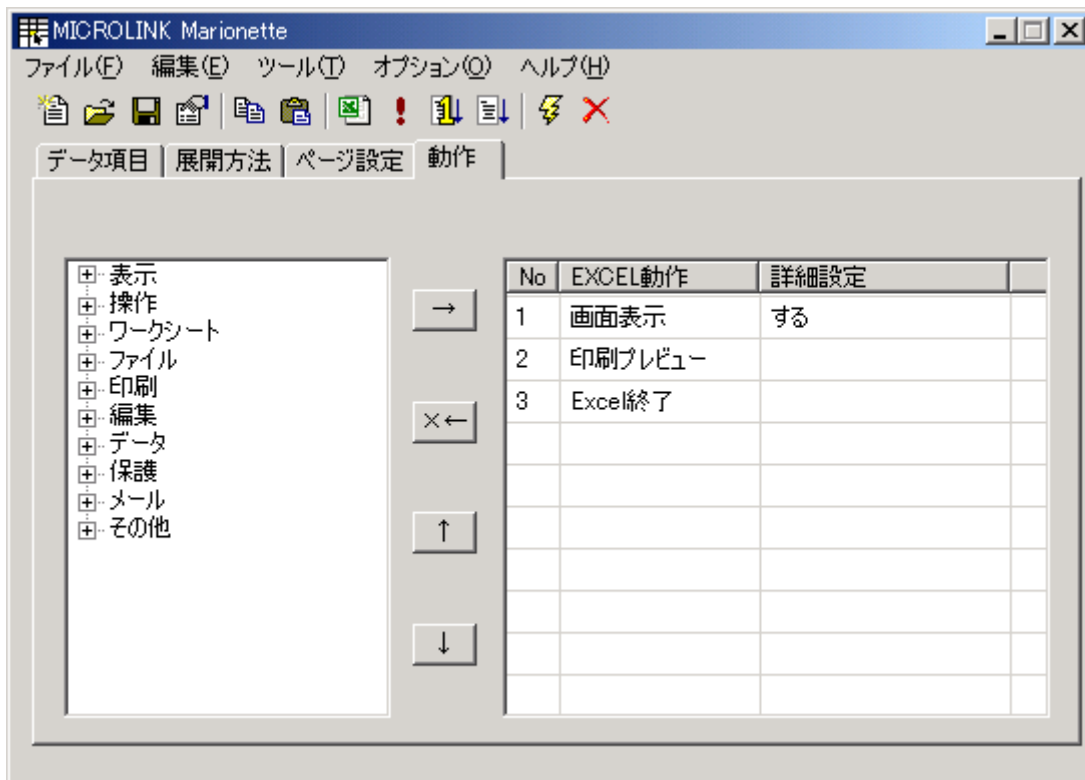 MICROLINK Marionette
ファイル(F) 編集(E) ツール(T) オプション(O) ヘルプ(H)
データ項目 展開方法 ページ設定 動作
表示
操作
ワークシート
ファイル
印刷
編集
データ
保護
メール
その他
→
×←
↑
↓
No EXCEL動作 詳細設定
1 画面表示 する
2 印刷プレビュー
3 Excel終了